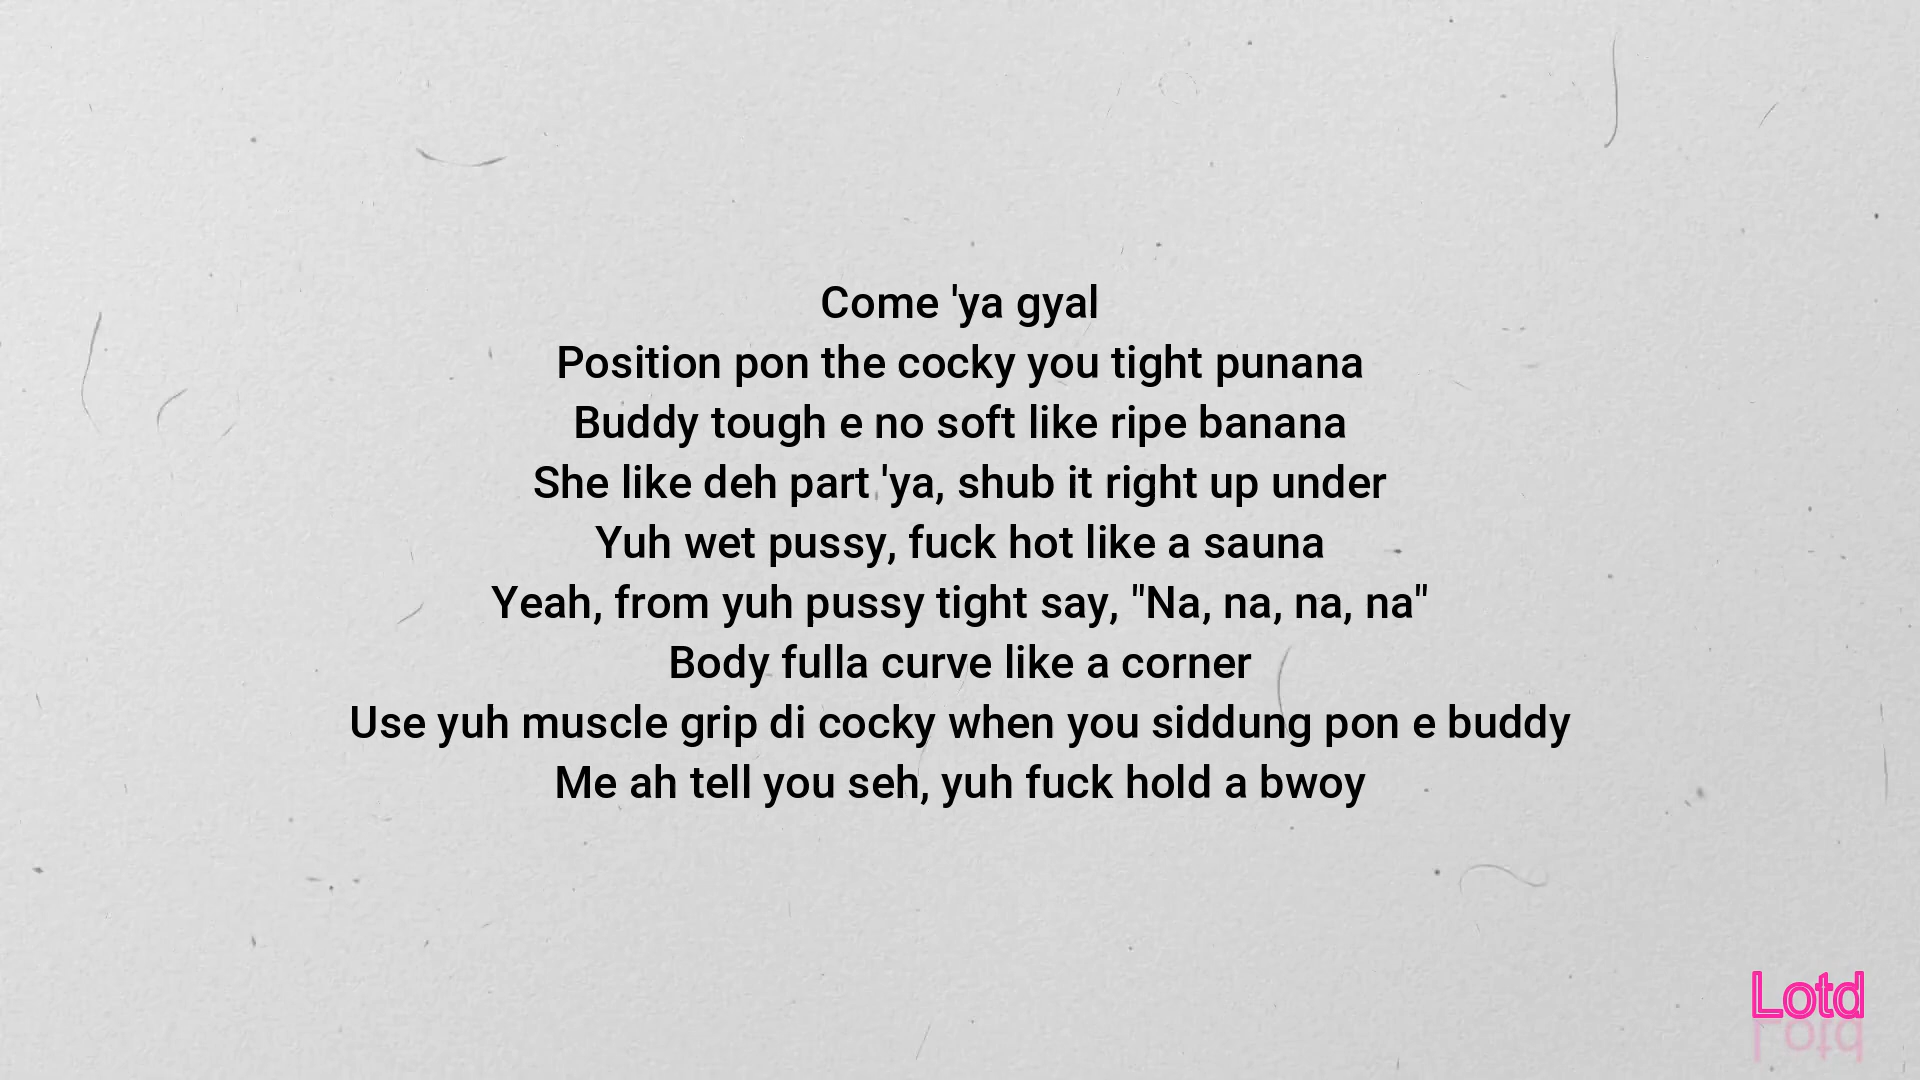 Come 'ya gyal
Position pon the cocky you tight punana
Buddy tough e no soft like ripe banana
She like deh part 'ya, shub it right up under
Yuh wet pussy, fuck hot like a sauna
Yeah, from yuh pussy tight say, "Na, na, na, na"
Body fulla curve like a corner
Use yuh muscle grip di cocky when you siddung pon e buddy
Me ah tell you seh, yuh fuck hold a bwoy
Lotd